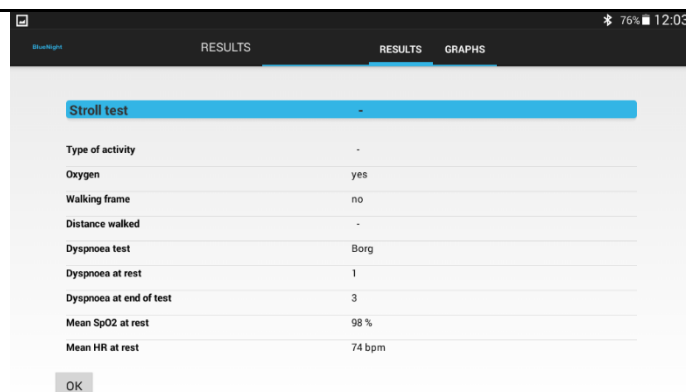 76% 12:03
BlueNight RESULTS RESULTS GRAPHS
Stroll test -
Type of activity -
Oxygen yes
Walking frame no
Distance walked -
Dyspnoea test Borg
Dyspnoea at rest 1
Dyspnoea at end of test 3
Mean SpO2 at rest 98 %
Mean HR at rest 74 bpm
OK